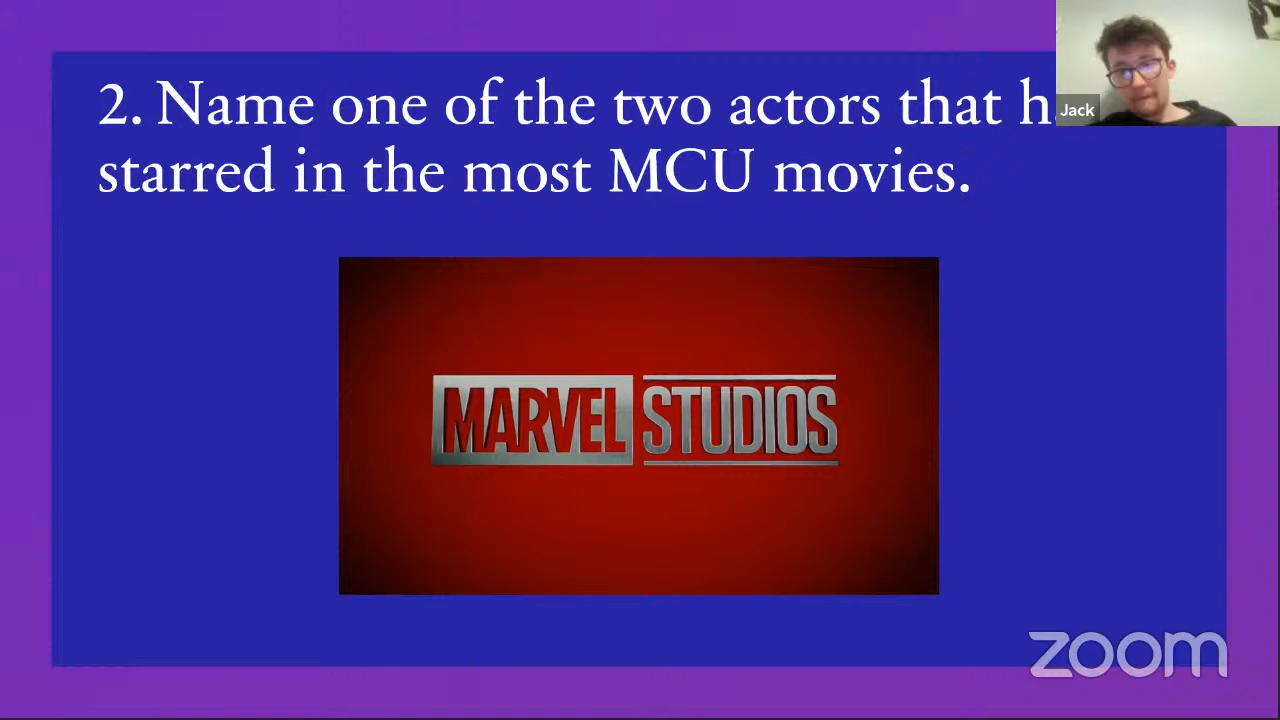 2. Name one of the two actors that
starred in the most MCU movies.
Jack
MARVEL STUDIOS
zoom